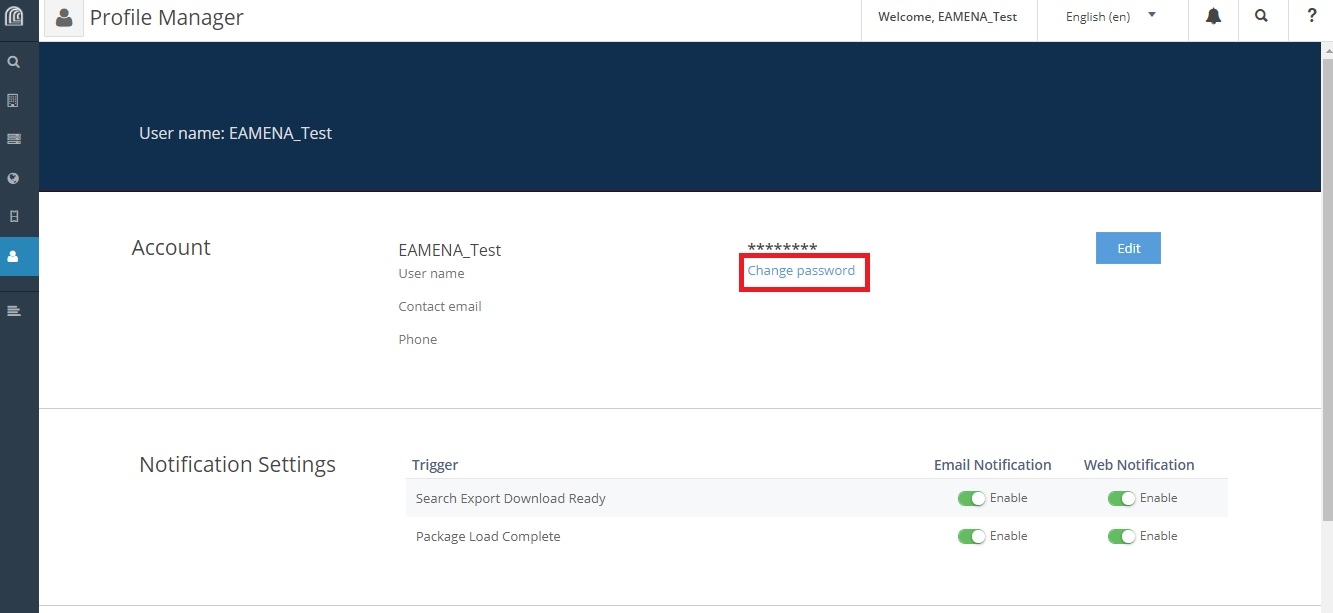 Profile Manager
Welcome, EAMENA_Test
English (en)
?
User name: EAMENA_Test
Account
EAMENA_Test
********
Edit
User name
Change password
Contact email
Phone
Notification Settings
Trigger Email Notification Web Notification
Search Export Download Ready Enable Enable
Package Load Complete Enable Enable